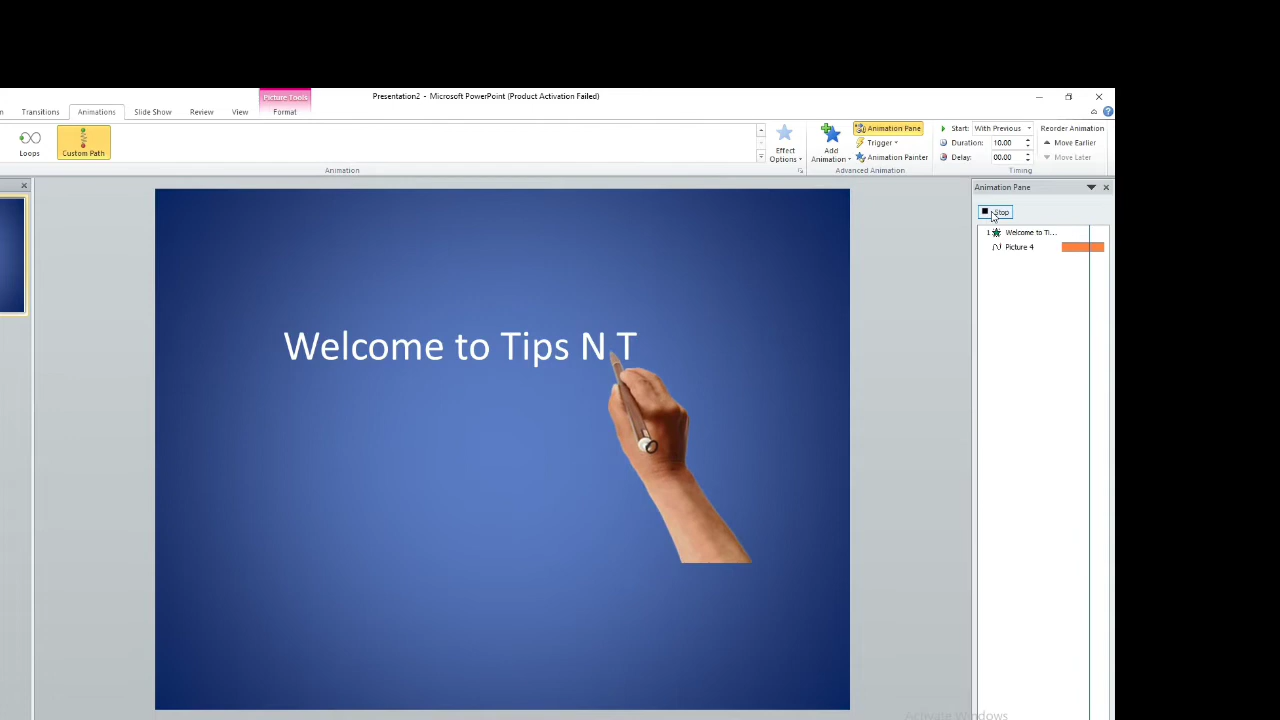 Picture Tools
Presentation2 - Microsoft PowerPoint (Product Activation Failed)
Transitions Animations Slide Show Review View Format
Loops
Custom Path
Effect Options
Add Animation
Animation Pane
Trigger
Animation Painter
Start: With Previous
Duration: 10.00
Delay: 00.00
Reorder Animation
Move Earlier
Move Later
Animation
Advanced Animation
Timing
Animation Pane
Stop
1 Welcome to Ti...
Picture 4
Welcome to Tips N T
Activate Windows